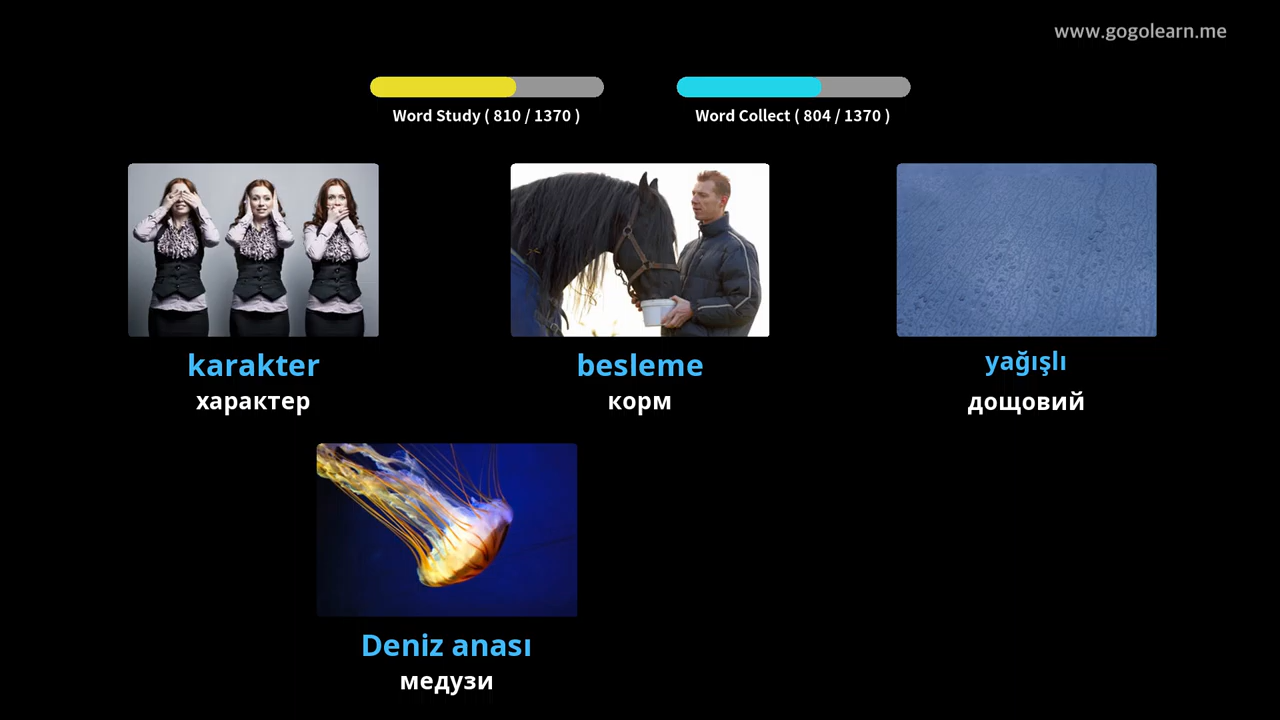 www.gogolearn.me
Word Study ( 810 / 1370 )
Word Collect ( 804 / 1370 )
karakter
характер
besleme
корм
yağışlı
дощовий
Deniz anası
медузи